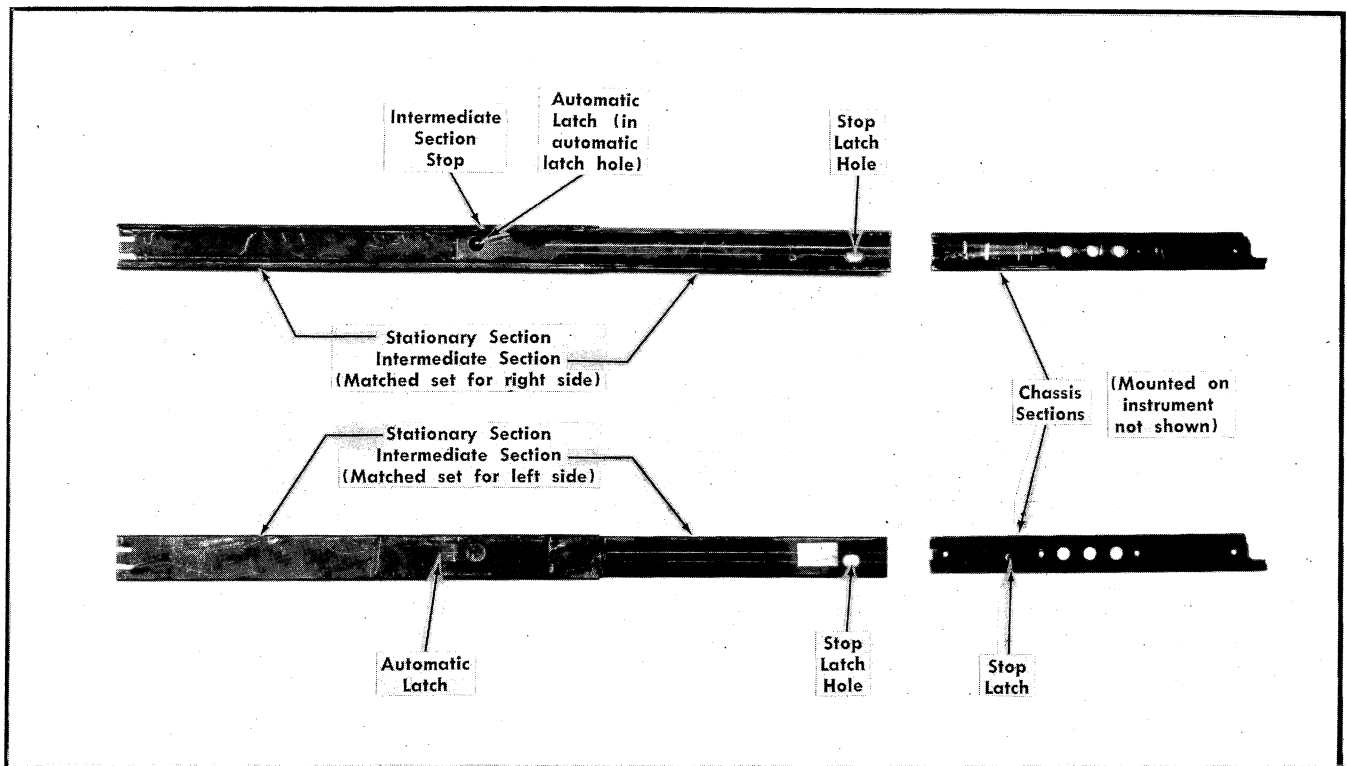 Intermediate
Section
Stop
Automatic
Latch (in
automatic
latch hole)
Stop
Latch
Hole
Stationary Section
Intermediate Section
(Matched set for right side)
Chassis
Sections
(Mounted on
instrument
not shown)
Stationary Section
Intermediate Section
(Matched set for left side)
Automatic
Latch
Stop
Latch
Hole
Stop
Latch